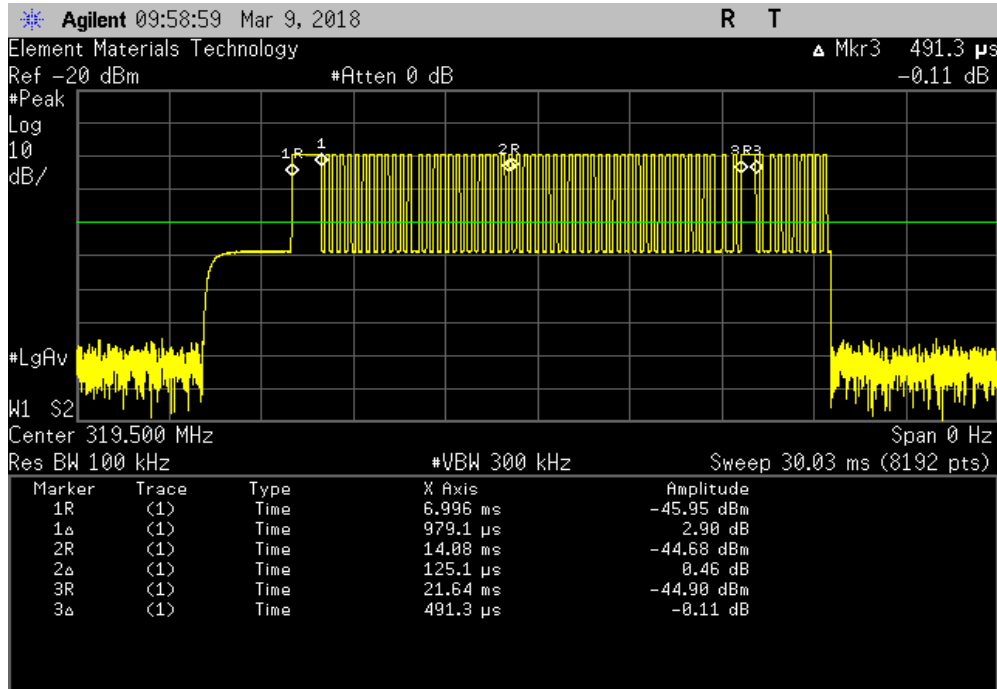 Agilent 09:58:59 Mar 9, 2018 R T
Element Materials Technology Δ Mkr3 491.3 µs
Ref -20 dBm #Atten 0 dB -0.11 dB
#Peak
Log
10
dB/
1R 1 2R 3R3
#LgAv
W1 S2
Center 319.500 MHz Span 0 Hz
Res BW 100 kHz #VBW 300 kHz Sweep 30.03 ms (8192 pts)
Marker Trace Type X Axis Amplitude
1R (1) Time 6.996 ms -45.95 dBm
1Δ (1) Time 979.1 µs 2.90 dB
2R (1) Time 14.08 ms -44.68 dBm
2Δ (1) Time 125.1 µs 0.46 dB
3R (1) Time 21.64 ms -44.90 dBm
3Δ (1) Time 491.3 µs -0.11 dB